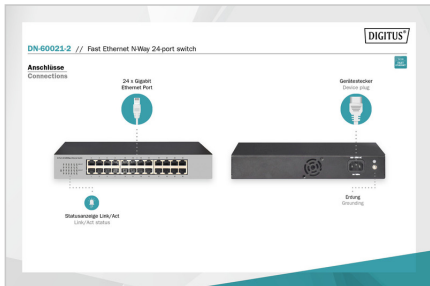 DIGITUS®
DN-60021-2 // Fast Ethernet N-Way 24-port switch
Anschlüsse
Connections
24 x Gigabit
Ethernet Port
Gerätestecker
Device plug
Statusanzeige Link/Act
Link/Act status
Erdung
Grounding